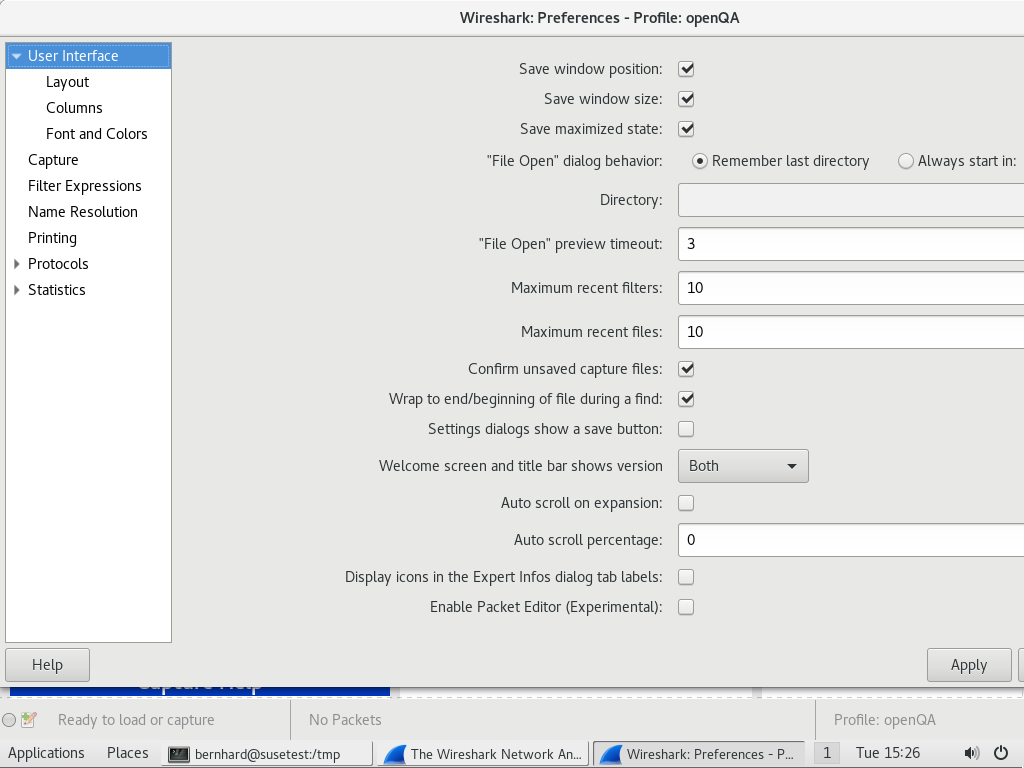 Wireshark: Preferences - Profile: openQA
User Interface
Layout
Columns
Font and Colors
Capture
Filter Expressions
Name Resolution
Printing
Protocols
Statistics
Save window position:
Save window size:
Save maximized state:
"File Open" dialog behavior: Remember last directory Always start in:
Directory:
"File Open" preview timeout: 3
Maximum recent filters: 10
Maximum recent files: 10
Confirm unsaved capture files:
Wrap to end/beginning of file during a find:
Settings dialogs show a save button:
Welcome screen and title bar shows version Both
Auto scroll on expansion:
Auto scroll percentage: 0
Display icons in the Expert Infos dialog tab labels:
Enable Packet Editor (Experimental):
Help Apply
Capture Help
Ready to load or capture No Packets Profile: openQA
Applications Places bernhard@susetest:/tmp The Wireshark Network An... Wireshark: Preferences - P... 1 Tue 15:26